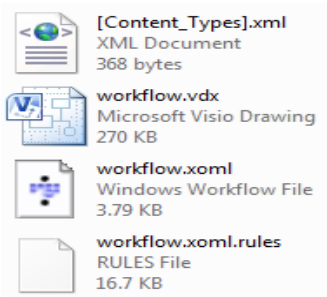 [Content_Types].xml
XML Document
368 bytes
workflow.vdx
Microsoft Visio Drawing
270 KB
workflow.xoml
Windows Workflow File
3.79 KB
workflow.xoml.rules
RULES File
16.7 KB